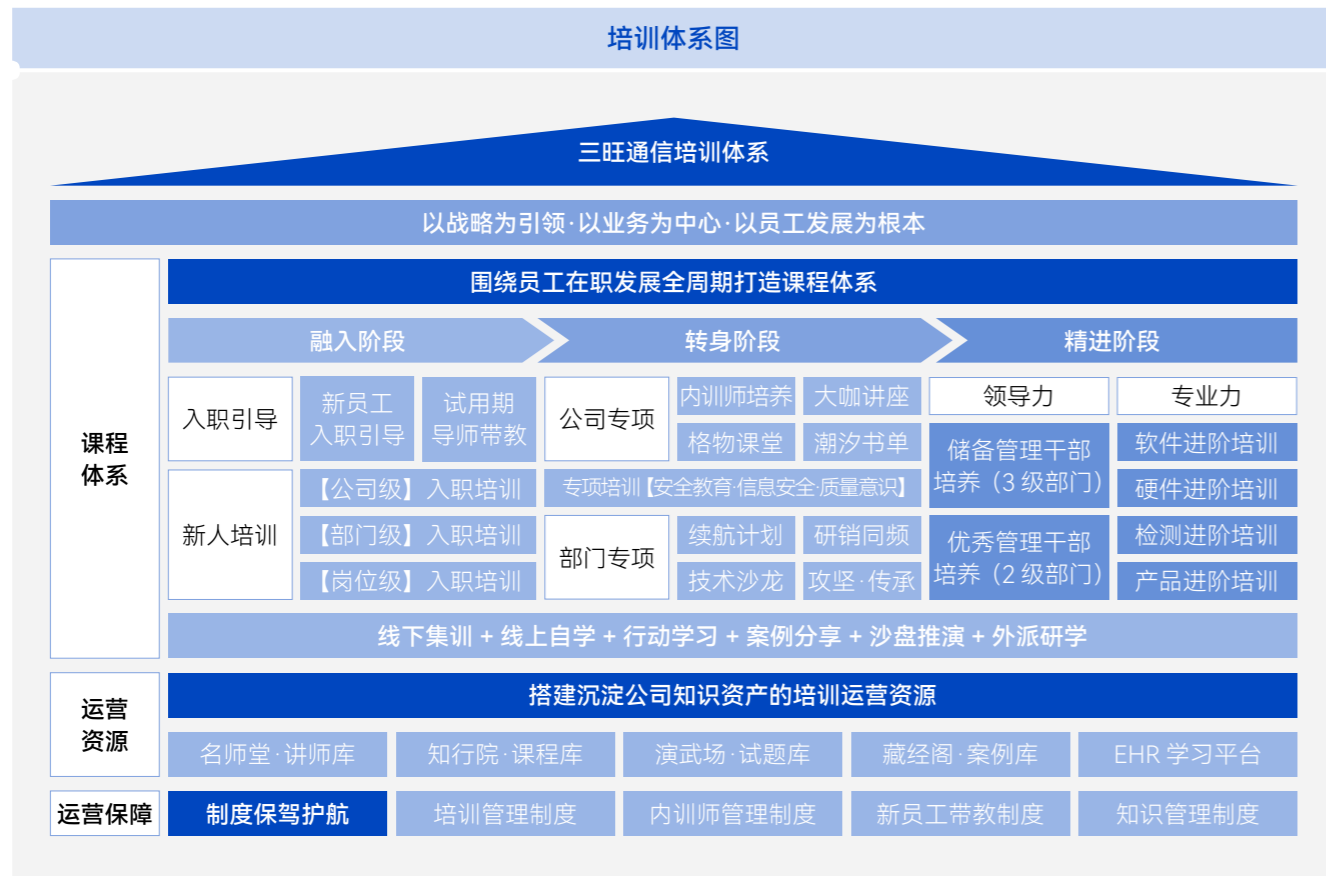 培训体系图
三旺通信培训体系
以战略为引领·以业务为中心·以员工发展为根本
课程
体系
围绕员工在职发展全周期打造课程体系
融入阶段
转身阶段
精进阶段
入职引导
新员工
入职引导
试用期
导师带教
新人培训
【公司级】入职培训
【部门级】入职培训
【岗位级】入职培训
公司专项
内训师培养
大咖讲座
格物课堂
潮汐书单
专项培训【安全教育·信息安全·质量意识】
部门专项
续航计划
研销同频
技术沙龙
攻坚·传承
领导力
储备管理干部
培养（3 级部门）
优秀管理干部
培养（2 级部门）
专业力
软件进阶培训
硬件进阶培训
检测进阶培训
产品进阶培训
线下集训 + 线上自学 + 行动学习 + 案例分享 + 沙盘推演 + 外派研学
运营
资源
搭建沉淀公司知识资产的培训运营资源
名师堂·讲师库
知行院·课程库
演武场·试题库
藏经阁·案例库
EHR 学习平台
运营保障
制度保驾护航
培训管理制度
内训师管理制度
新员工带教制度
知识管理制度